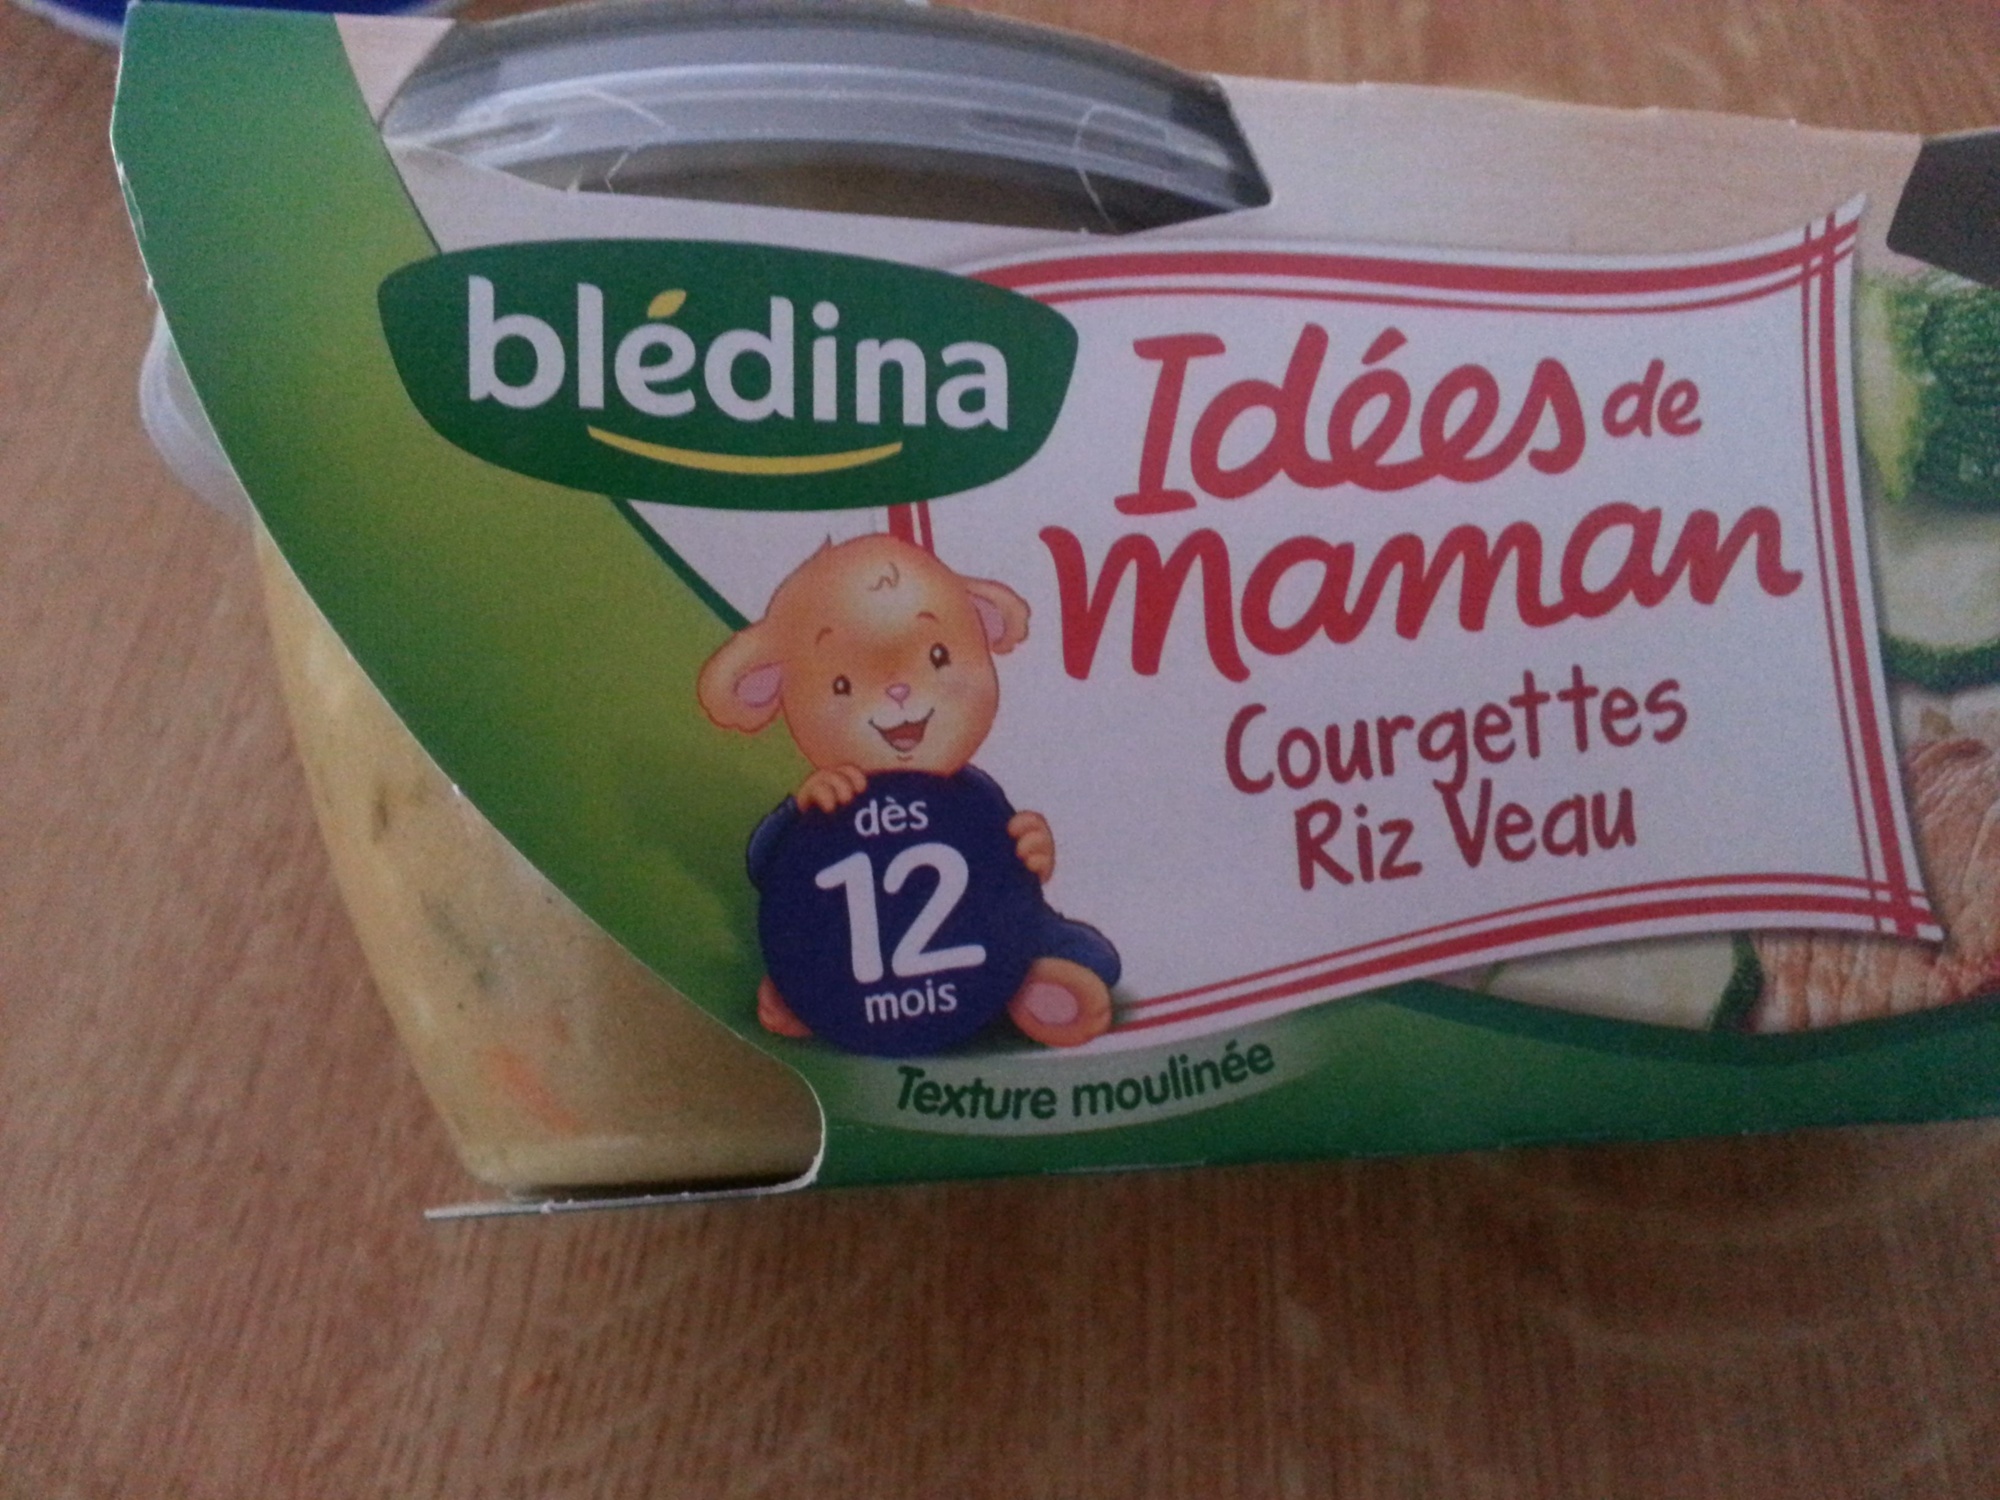 blédina
Idées de
maman
Courgettes
Riz Veau
dès
12
mois
Texture moulinée